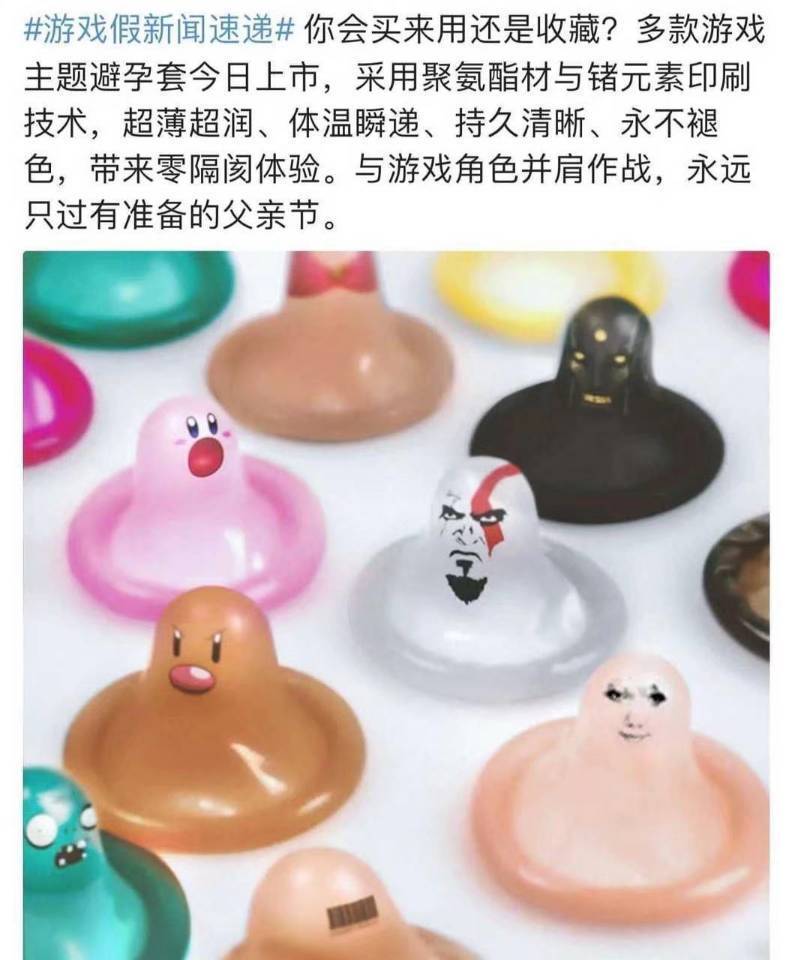 #游戏假新闻速递# 你会买来用还是收藏？多款游戏
主题避孕套今日上市，采用聚氨酯材与锗元素印刷
技术，超薄超润、体温瞬递、持久清晰、永不褪
色，带来零隔阂体验。与游戏角色并肩作战，永远
只过有准备的父亲节。